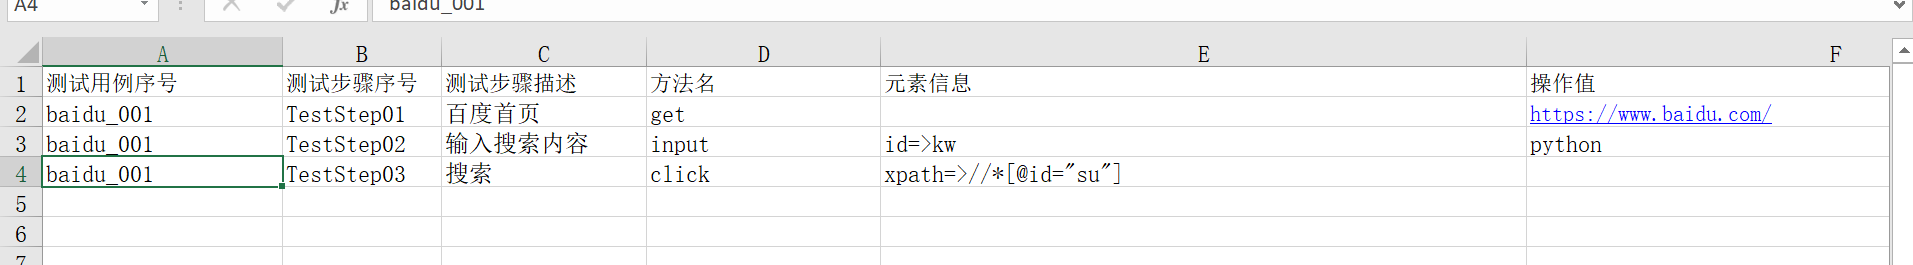 A4 fx baidu_001
A B C D E F
1 测试用例序号 测试步骤序号 测试步骤描述 方法名 元素信息 操作值
2 baidu_001 TestStep01 百度首页 get https://www.baidu.com/
3 baidu_001 TestStep02 输入搜索内容 input id=>kw python
4 baidu_001 TestStep03 搜索 click xpath=>//*[@id="su"]
5
6
7